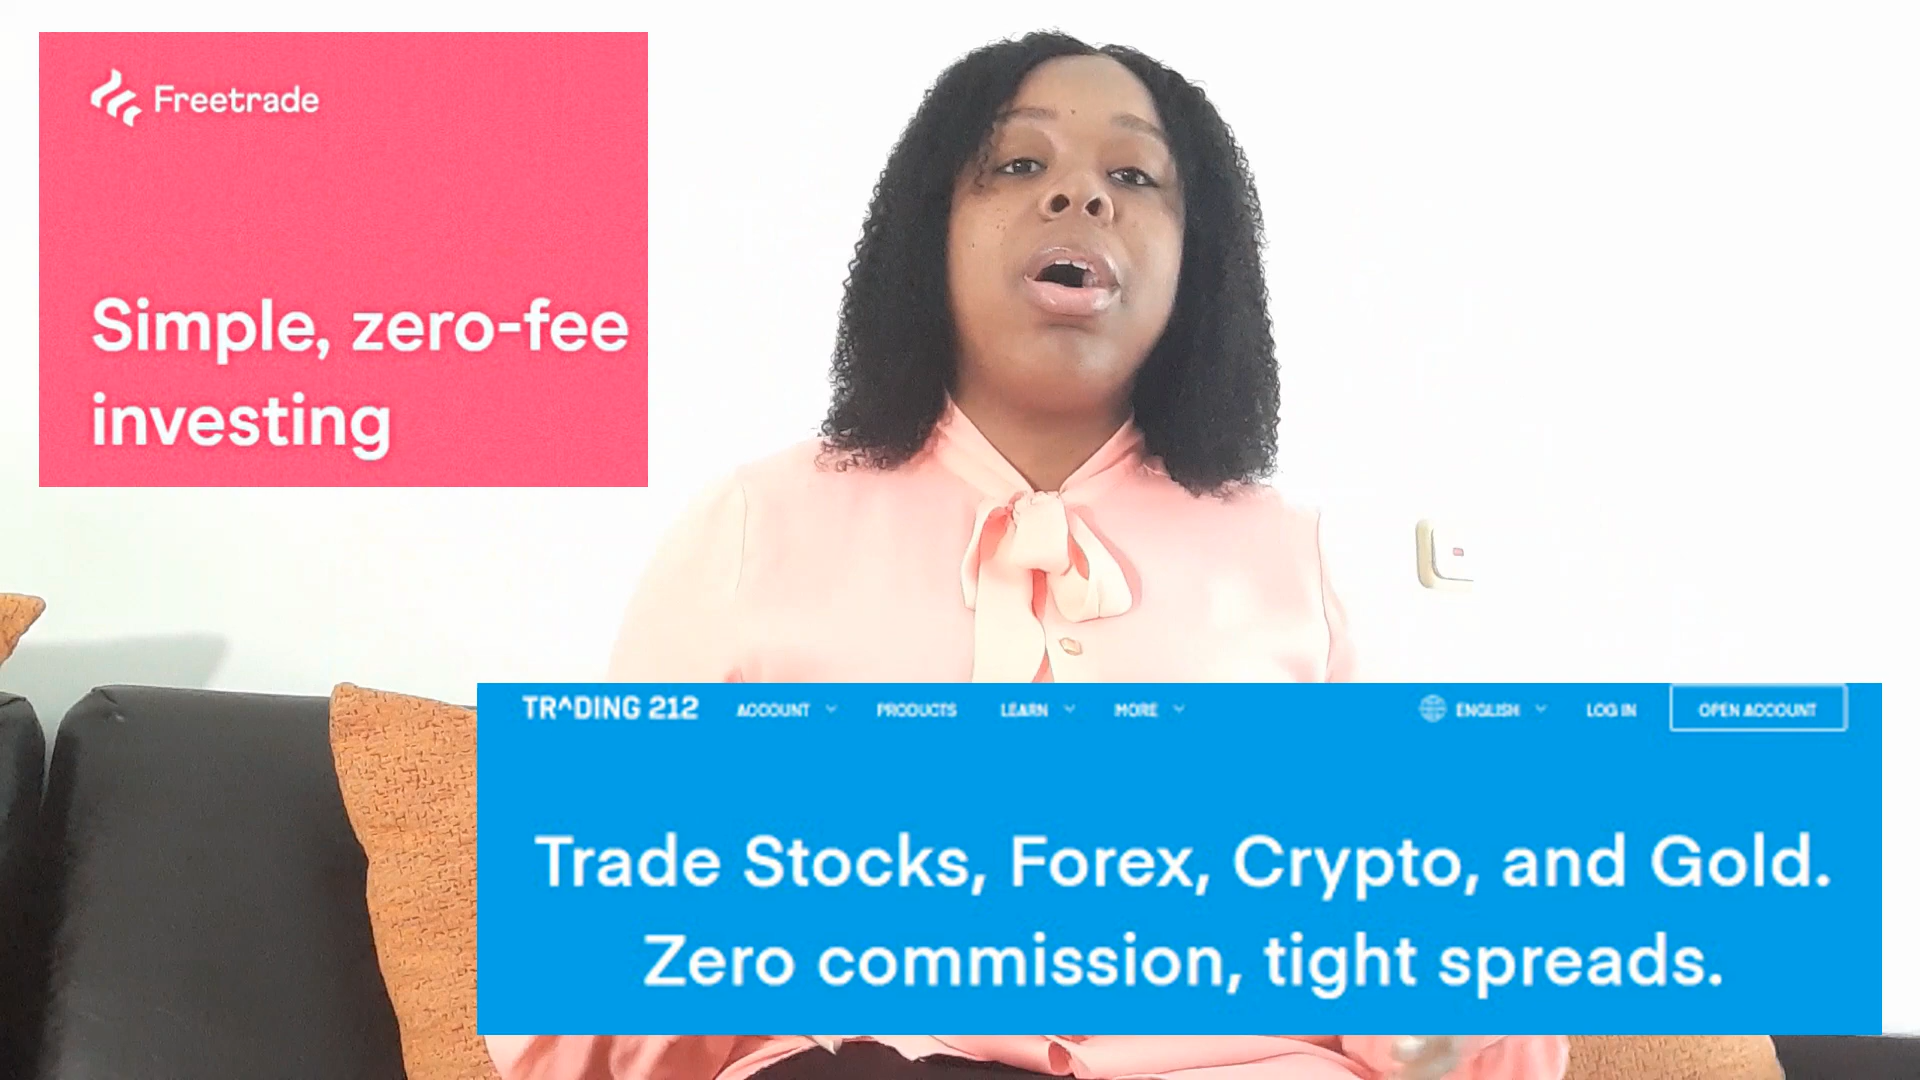 Freetrade
Simple, zero-fee
investing
TR^DING 212 ACCOUNT PRODUCTS LEARN MORE ENGLISH LOG IN OPEN ACCOUNT
Trade Stocks, Forex, Crypto, and Gold.
Zero commission, tight spreads.